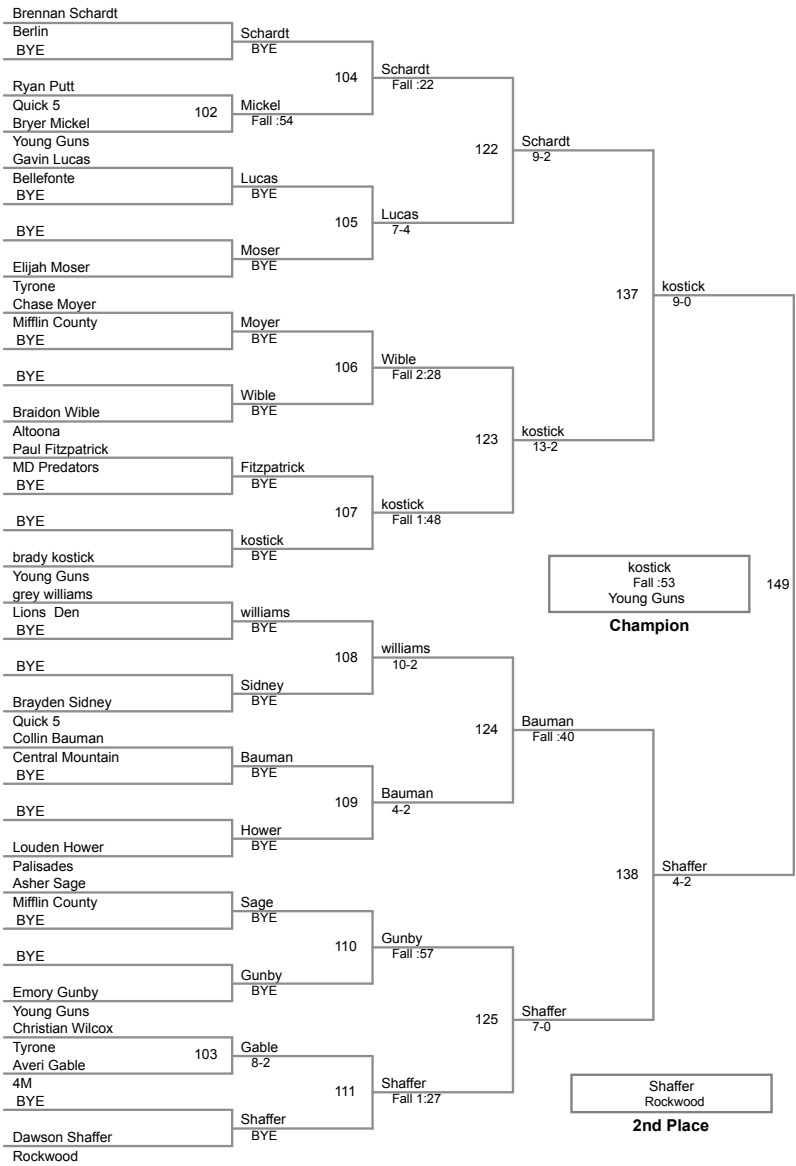 Brennan Schardt
Berlin
BYE
Ryan Putt
Quick 5
Bryer Mickel
Young Guns
Gavin Lucas
Bellefonte
BYE
BYE
Elijah Moser
Tyrone
Chase Moyer
Mifflin County
BYE
BYE
Braidon Wible
Altoona
Paul Fitzpatrick
MD Predators
BYE
BYE
brady kostick
Young Guns
grey williams
Lions  Den
BYE
BYE
Brayden Sidney
Quick 5
Collin Bauman
Central Mountain
BYE
BYE
Louden Hower
Palisades
Asher Sage
Mifflin County
BYE
BYE
Emory Gunby
Young Guns
Christian Wilcox
Tyrone
Averi Gable
4M
BYE
Dawson Shaffer
Rockwood
102
103
Schardt
BYE
Mickel
Fall :54
Lucas
BYE
Moser
BYE
Moyer
BYE
Wible
BYE
Fitzpatrick
BYE
kostick
BYE
williams
BYE
Sidney
BYE
Bauman
BYE
Hower
BYE
Sage
BYE
Gunby
BYE
Gable
8-2
Shaffer
BYE
104
105
106
107
108
109
110
111
Schardt
Fall :22
Lucas
7-4
Wible
Fall 2:28
kostick
Fall 1:48
williams
10-2
Bauman
4-2
Gunby
Fall :57
Shaffer
Fall 1:27
122
123
124
125
Schardt
9-2
kostick
13-2
Bauman
Fall :40
Shaffer
7-0
137
138
kostick
9-0
Shaffer
4-2
149
kostick
Fall :53
Young Guns
Champion
Shaffer
Rockwood
2nd Place